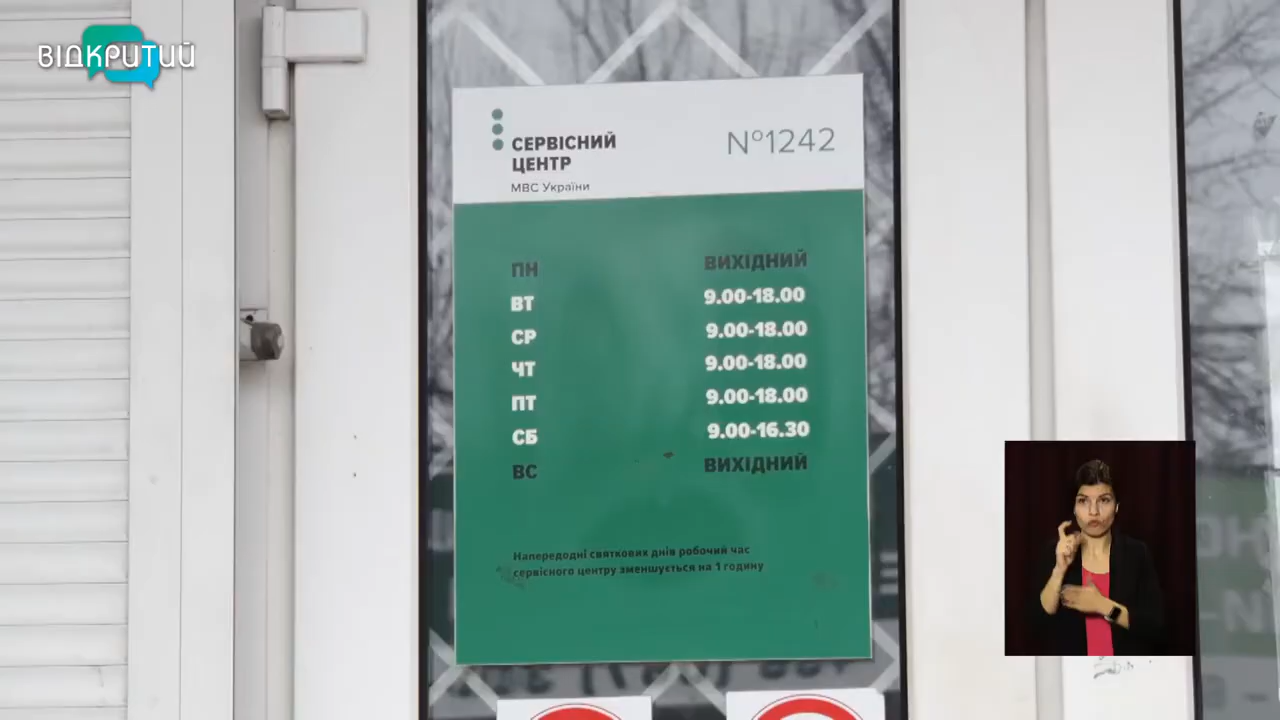 ВІДКРИТИЙ
СЕРВІСНИЙ
ЦЕНТР
МВС України
№1242
ПН ВИХІДНИЙ
ВТ 9.00-18.00
СР 9.00-18.00
ЧТ 9.00-18.00
ПТ 9.00-18.00
СБ 9.00-16.30
ВС ВИХІДНИЙ
Напередодні святкових днів робочий час
сервісного центру зменшується на 1 годину